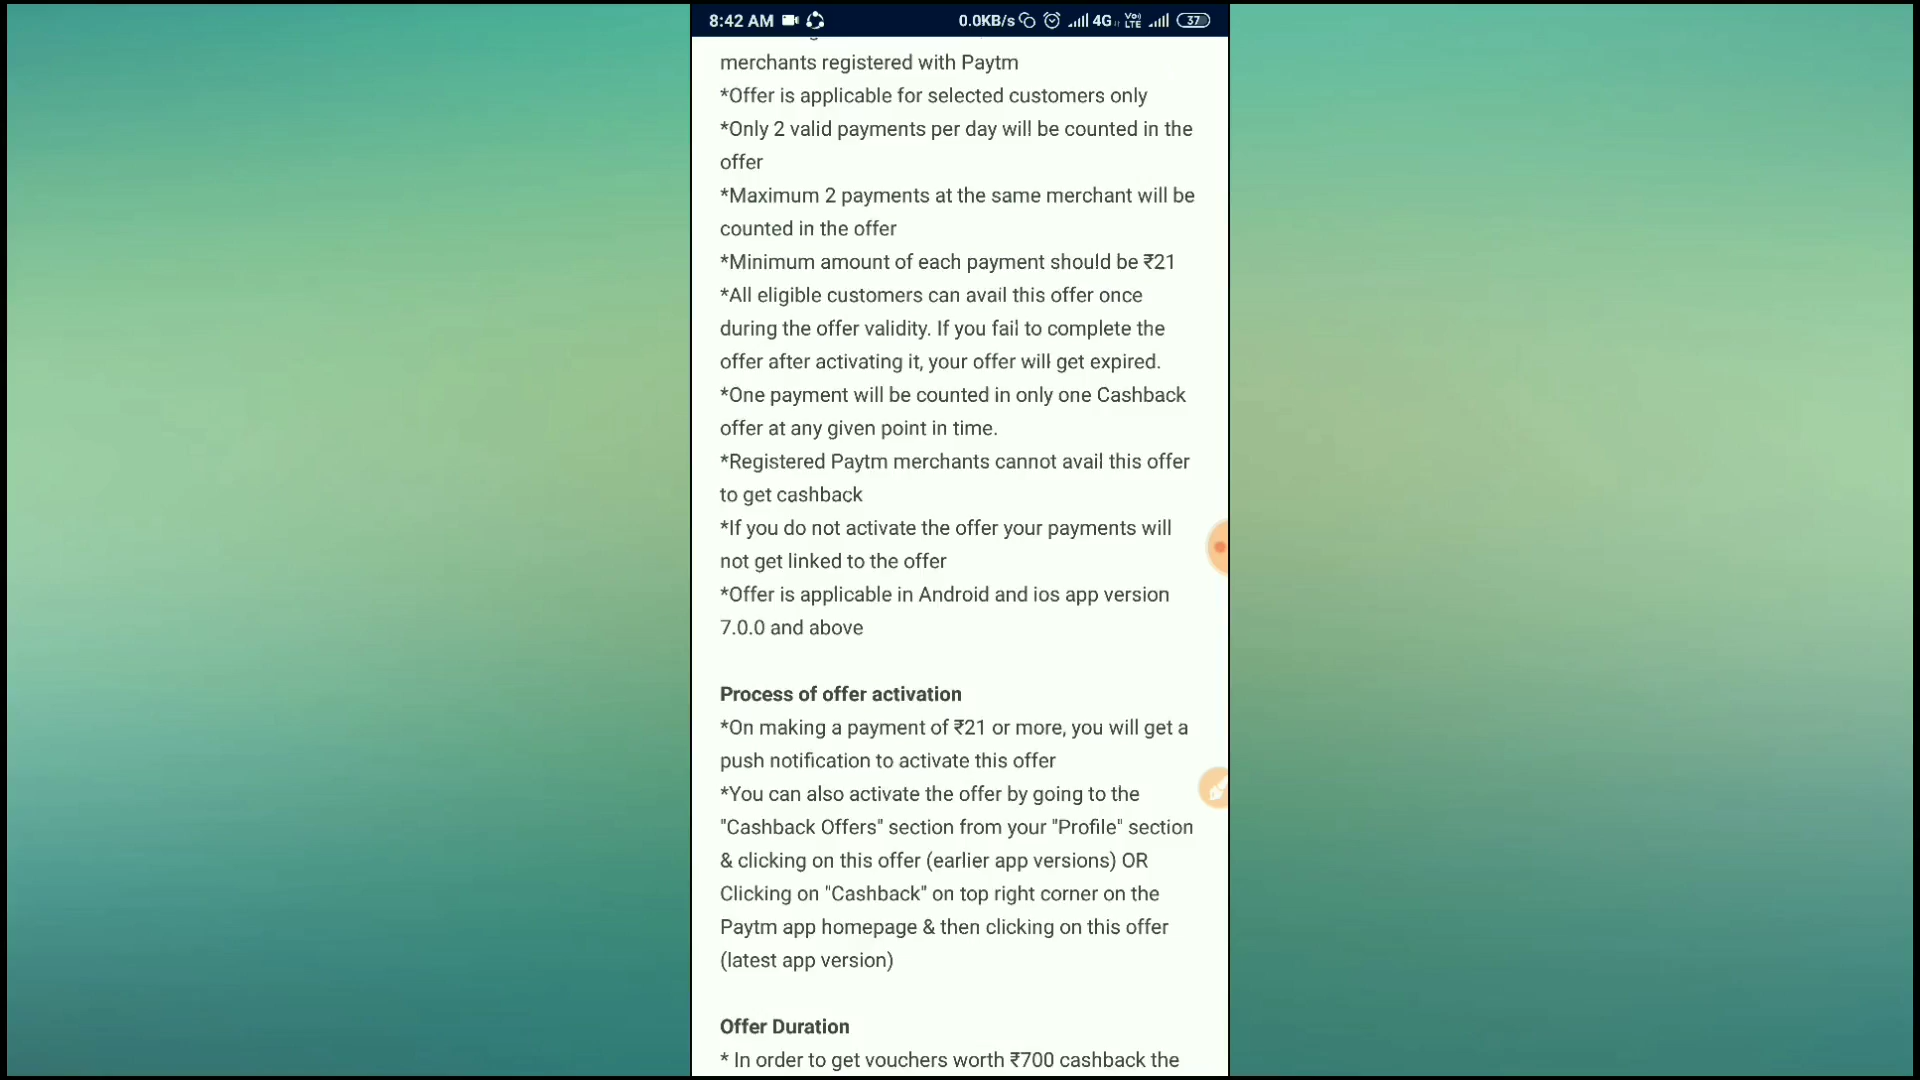 8:42 AM 0.0KB/s 4G Vo) LTE 37
merchants registered with Paytm
*Offer is applicable for selected customers only
*Only 2 valid payments per day will be counted in the
offer
*Maximum 2 payments at the same merchant will be
counted in the offer
*Minimum amount of each payment should be ₹21
*All eligible customers can avail this offer once
during the offer validity. If you fail to complete the
offer after activating it, your offer will get expired.
*One payment will be counted in only one Cashback
offer at any given point in time.
*Registered Paytm merchants cannot avail this offer
to get cashback
*If you do not activate the offer your payments will
not get linked to the offer
*Offer is applicable in Android and ios app version
7.0.0 and above
Process of offer activation
*On making a payment of ₹21 or more, you will get a
push notification to activate this offer
*You can also activate the offer by going to the
"Cashback Offers" section from your "Profile" section
& clicking on this offer (earlier app versions) OR
Clicking on "Cashback" on top right corner on the
Paytm app homepage & then clicking on this offer
(latest app version)
Offer Duration
* In order to get vouchers worth ₹700 cashback the